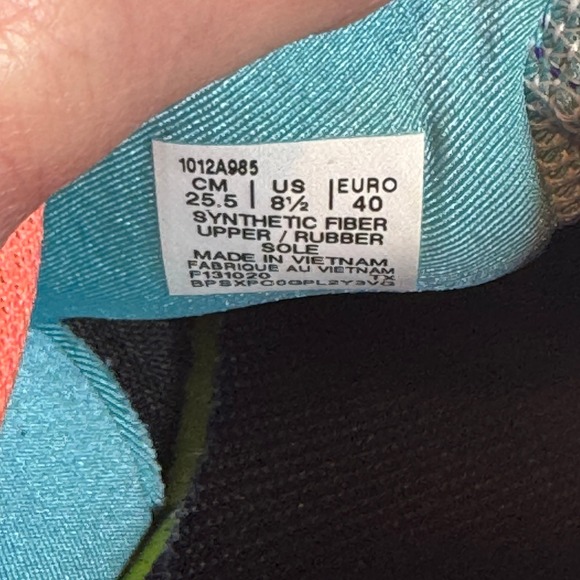 1012A985
CM | US | EURO
25.5 | 8½ | 40
SYNTHETIC FIBER
UPPER / RUBBER
SOLE
MADE IN VIETNAM
FABRIQUE AU VIETNAM
F131020 TX